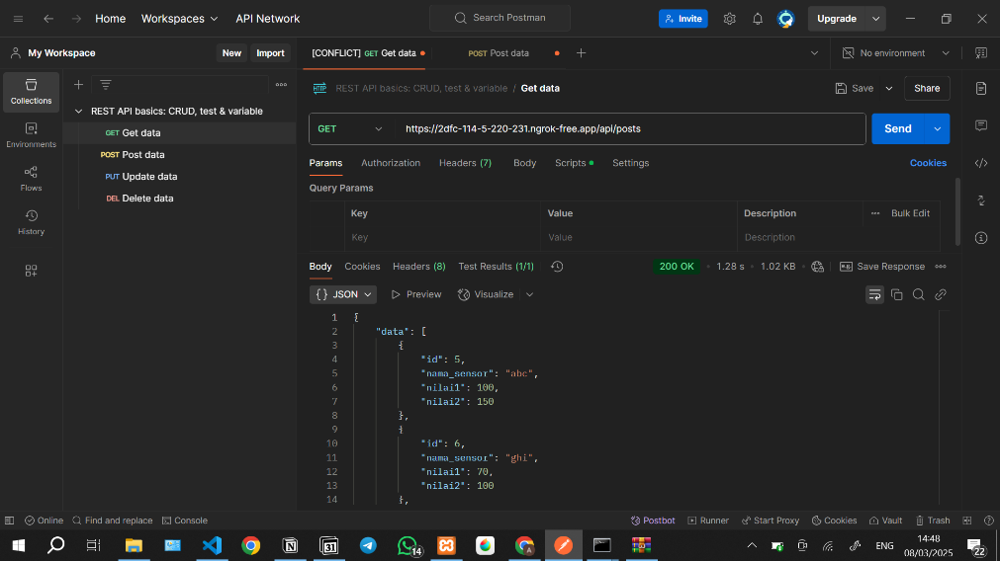 Home Workspaces API Network Search Postman Invite Upgrade
My Workspace New Import [CONFLICT] GET Get data POST Post data No environment
Collections
Environments
Flows
History
REST API basics: CRUD, test & variable
GET Get data
POST Post data
PUT Update data
DEL Delete data
HTTP REST API basics: CRUD, test & variable / Get data Save Share
GET https://2dfc-114-5-220-231.ngrok-free.app/api/posts Send
Params Authorization Headers (7) Body Scripts Settings Cookies
Query Params
Key Value Description Bulk Edit
Key Value Description
Body Cookies Headers (8) Test Results (1/1) 200 OK 1.28 s 1.02 KB Save Response
{} JSON Preview Visualize
1 {
2 "data": [
3 {
4 "id": 5,
5 "nama_sensor": "abc",
6 "nilai1": 100,
7 "nilai2": 150
8 },
9 {
10 "id": 6,
11 "nama_sensor": "ghi",
12 "nilai1": 70,
13 "nilai2": 100
14 },
Online Find and replace Console Postbot Runner Start Proxy Cookies Vault Trash
31 14 A ENG 14:48
08/03/2025 22